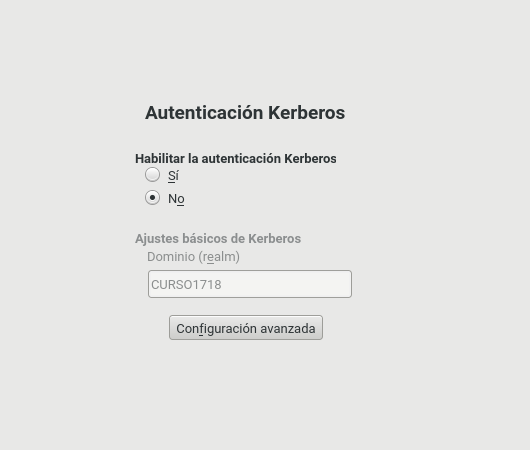 Autenticación Kerberos
Habilitar la autenticación Kerberos
Sí
No
Ajustes básicos de Kerberos
Dominio (realm)
CURSO1718
Configuración avanzada